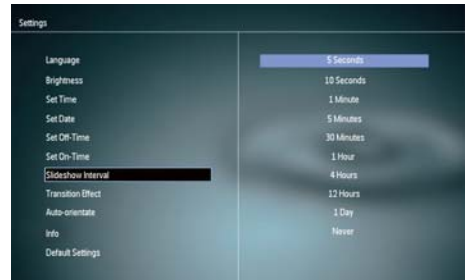 Settings
Language
Brightness
Set Time
Set Date
Set Off-Time
Set On-Time
Slideshow Interval
Transition Effect
Auto-orientate
Info
Default Settings
5 Seconds
10 Seconds
1 Minute
5 Minutes
30 Minutes
1 Hour
4 Hours
12 Hours
1 Day
Never